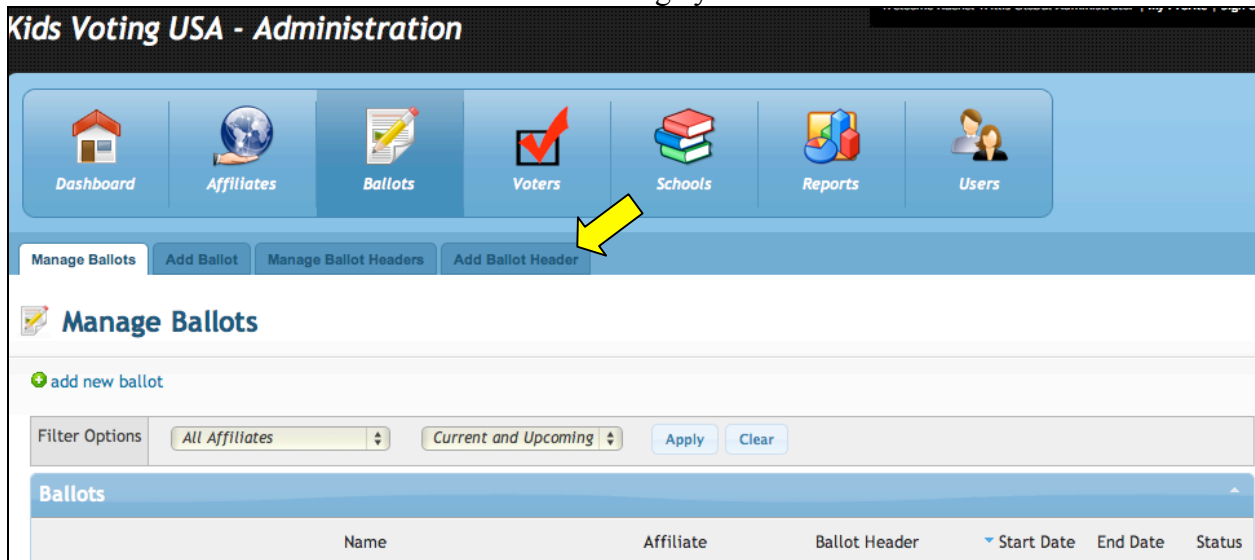 Kids Voting USA - Administration
Dashboard Affiliates Ballots Voters Schools Reports Users
Manage Ballots Add Ballot Manage Ballot Headers Add Ballot Header
Manage Ballots
add new ballot
Filter Options All Affiliates Current and Upcoming Apply Clear
Ballots
Name Affiliate Ballot Header Start Date End Date Status